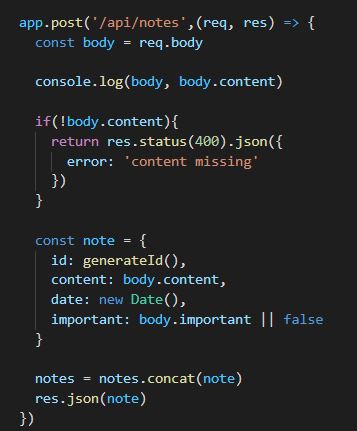 app.post('/api/notes',(req, res) => {
  const body = req.body

  console.log(body, body.content)

  if(!body.content){
    return res.status(400).json({
      error: 'content missing'
    })
  }

  const note = {
    id: generateId(),
    content: body.content,
    date: new Date(),
    important: body.important || false
  }

  notes = notes.concat(note)
  res.json(note)
})